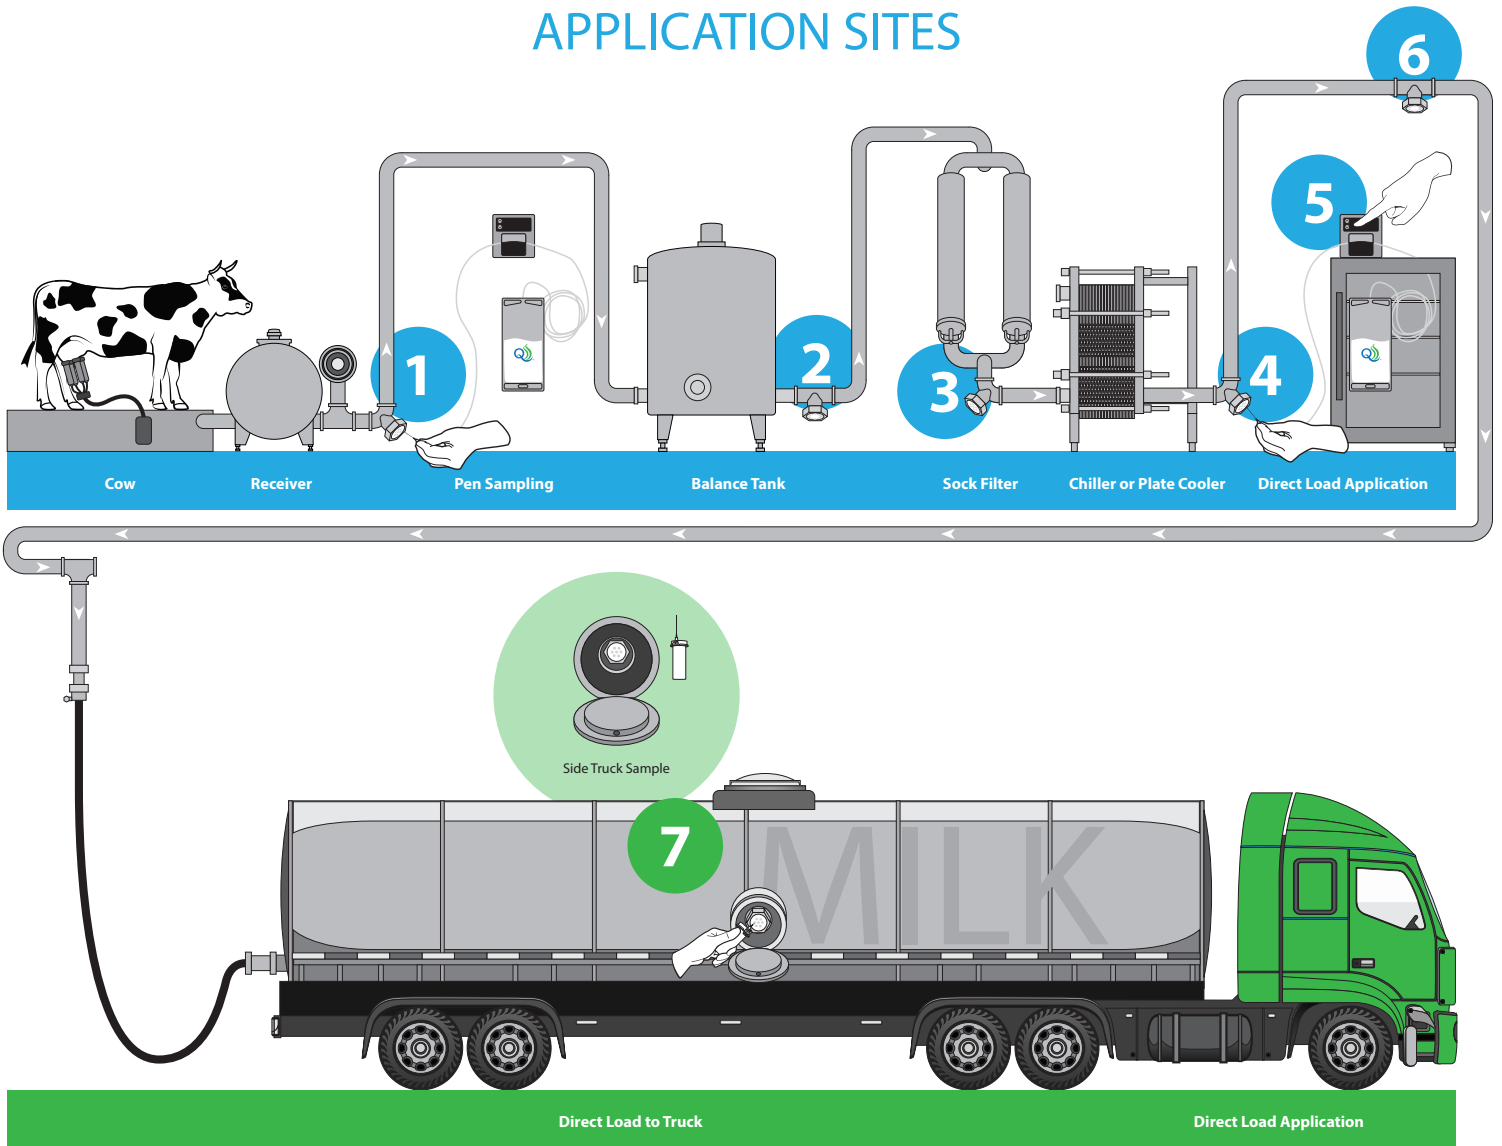 APPLICATION SITES
6
5
1
2
3
4
Cow
Receiver
Pen Sampling
Balance Tank
Sock Filter
Chiller or Plate Cooler
Direct Load Application
Side Truck Sample
7
MILK
Direct Load to Truck
Direct Load Application